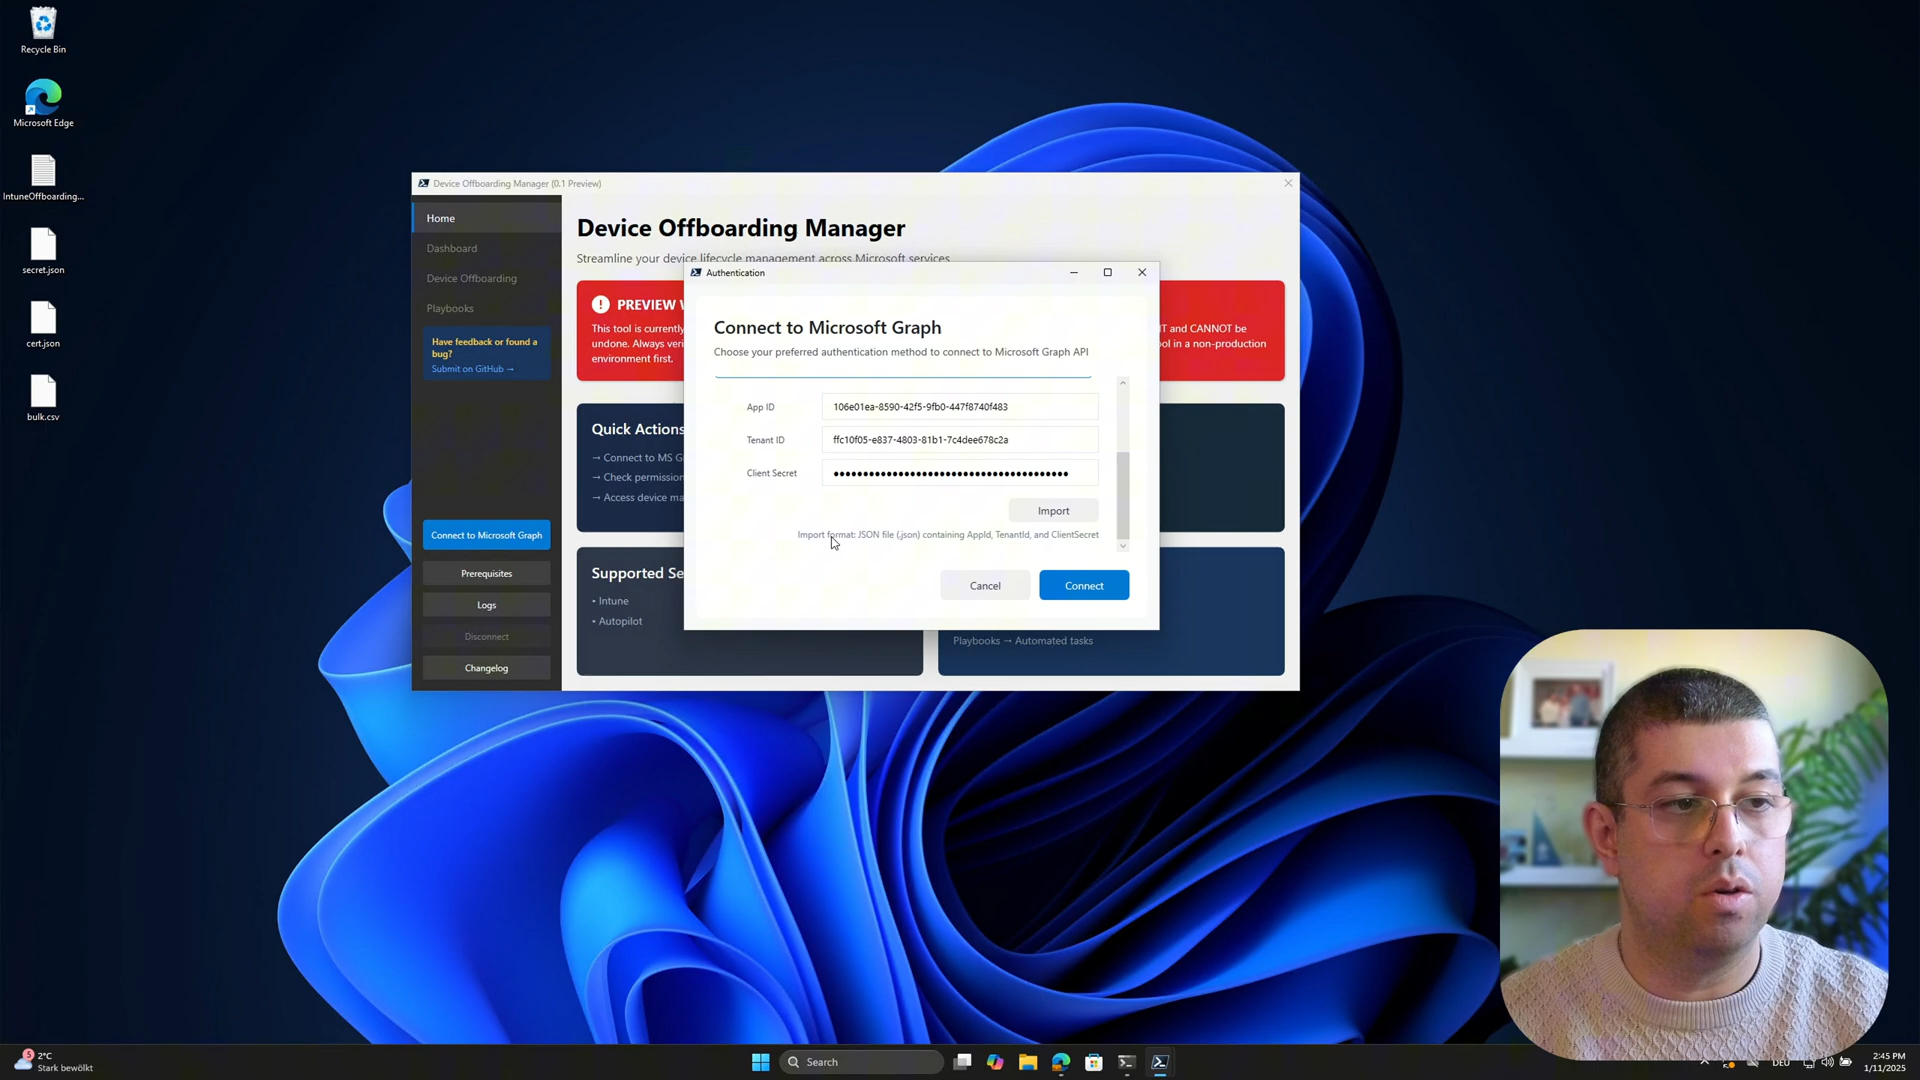 Recycle Bin
Microsoft Edge
IntuneOffboarding...
secret.json
cert.json
bulk.csv
Device Offboarding Manager (0.1 Preview)
Home
Dashboard
Device Offboarding
Playbooks
Have feedback or found a
bug?
Submit on GitHub →
Connect to Microsoft Graph
Prerequisites
Logs
Disconnect
Changelog
Device Offboarding Manager
Streamline your device lifecycle management across Microsoft services
PREVIEW
This tool is currently
undone. Always veri
environment first.
IT and CANNOT be
ool in a non-production
Quick Actions
→ Connect to MS G
→ Check permission
→ Access device ma
Supported Se
• Intune
• Autopilot
Playbooks → Automated tasks
Authentication
Connect to Microsoft Graph
Choose your preferred authentication method to connect to Microsoft Graph API
App ID
106e01ea-8590-42f5-9fb0-447f8740f483
Tenant ID
ffc10f05-e837-4803-81b1-7c4dee678c2a
Client Secret
Import
Import format: JSON file (.json) containing AppId, TenantId, and ClientSecret
Cancel
Connect
5
2°C
Stark bewölkt
Search
DEU
2:45 PM
1/11/2025